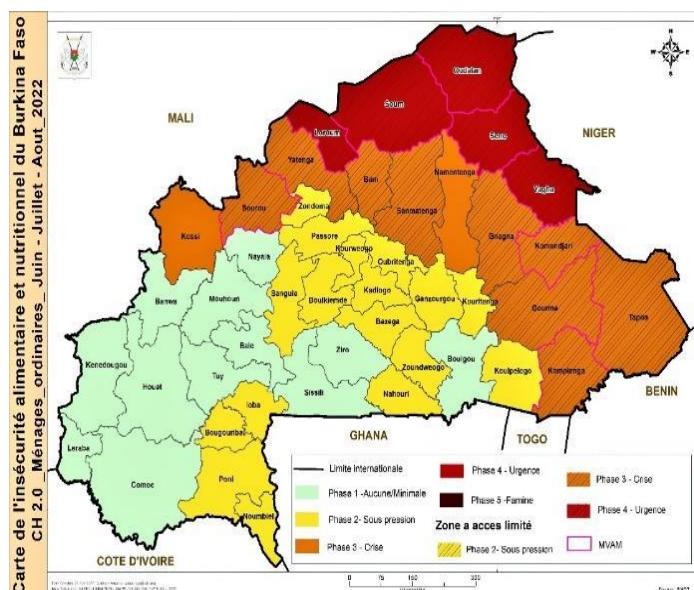 Carte de l'insécurité alimentaire et nutritionnel du Burkina Faso
CH 2.0 _Ménages_ordinaires_Juin - Juillet - Aout_2022
N
W
E
S
MALI
NIGER
BENIN
TOGO
GHANA
COTE D'IVOIRE
Oudalan
Soum
Loroum
Seno
Yagha
Yatenga
Bam
Namentenga
Sanmatenga
Sourou
Kossi
Zondoma
Passore
Kourweogo
Oubritenga
Gnagna
Komondjari
Nayala
Banwa
Mouhoun
Sanguie
Boulkiemde
Kadiogo
Ganzourgou
Kouritenga
Gourma
Tapoa
Bazega
Bale
Ziro
Boulgou
Koulpelogo
Kompienga
Kenedougou
Houet
Tuy
Sissili
Zoundweogo
Nahouri
Ioba
Bougouriba
Leraba
Comoe
Poni
Noumbiel
Limite internationale
Phase 1 -Aucune/Minimale
Phase 2- Sous pression
Phase 3 - Crise
Phase 4 - Urgence
Phase 5 -Famine
Zone a acces limité
Phase 2- Sous pression
Phase 3 - Crise
Phase 4 - Urgence
MVAM
0 75 150 225 300